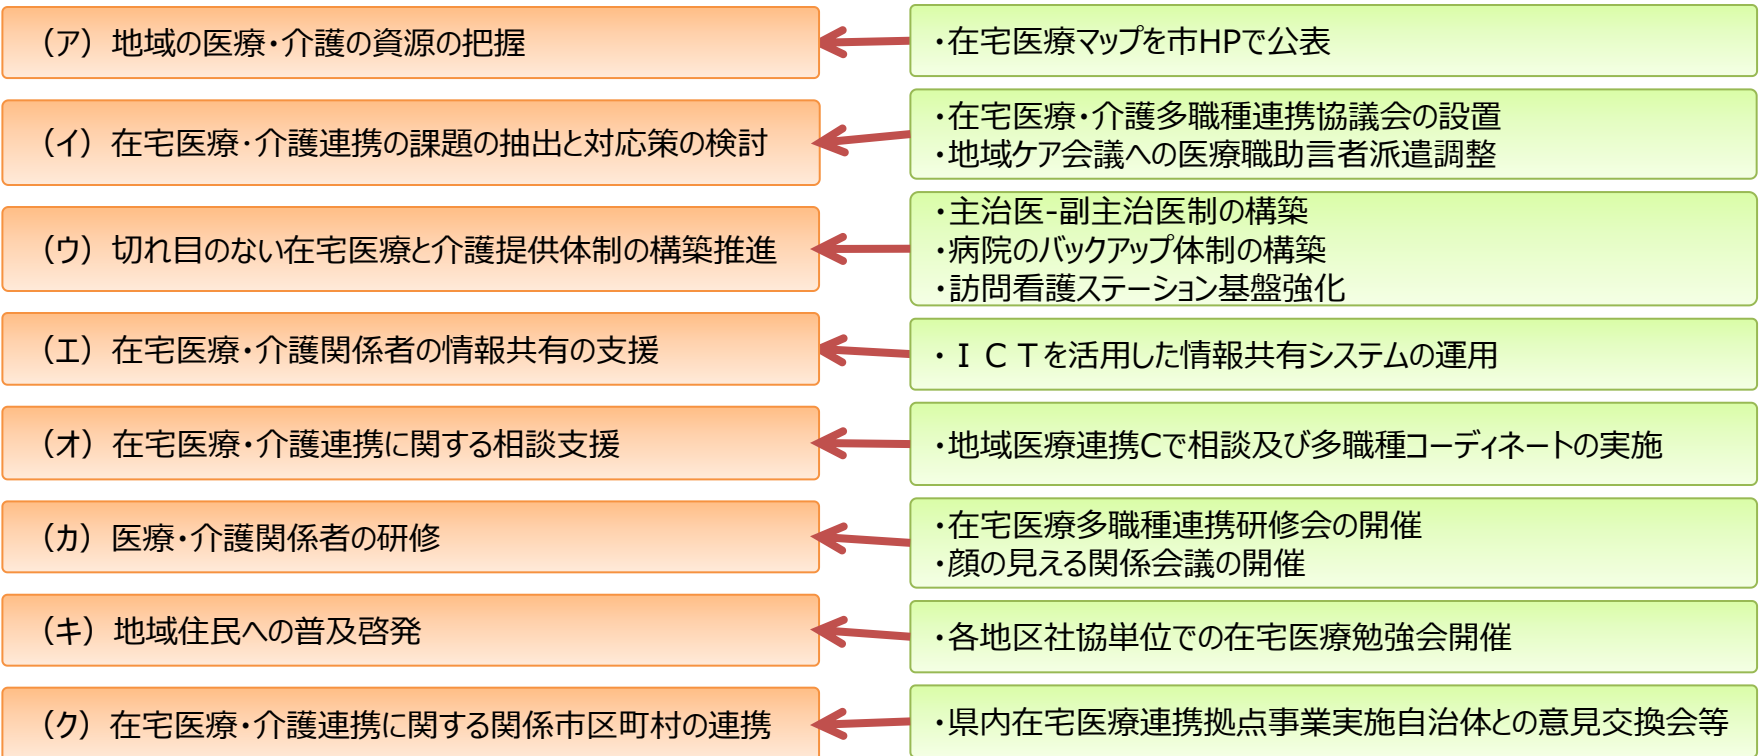 （ア）地域の医療・介護の資源の把握
・在宅医療マップを市HPで公表
（イ）在宅医療・介護連携の課題の抽出と対応策の検討
・在宅医療・介護多職種連携協議会の設置
・地域ケア会議への医療職助言者派遣調整
（ウ）切れ目のない在宅医療と介護提供体制の構築推進
・主治医-副主治医制の構築
・病院のバックアップ体制の構築
・訪問看護ステーション基盤強化
（エ）在宅医療・介護関係者の情報共有の支援
・ＩＣＴを活用した情報共有システムの運用
（オ）在宅医療・介護連携に関する相談支援
・地域医療連携Cで相談及び多職種コーディネートの実施
（カ）医療・介護関係者の研修
・在宅医療多職種連携研修会の開催
・顔の見える関係会議の開催
（キ）地域住民への普及啓発
・各地区社協単位での在宅医療勉強会開催
（ク）在宅医療・介護連携に関する関係市区町村の連携
・県内在宅医療連携拠点事業実施自治体との意見交換会等